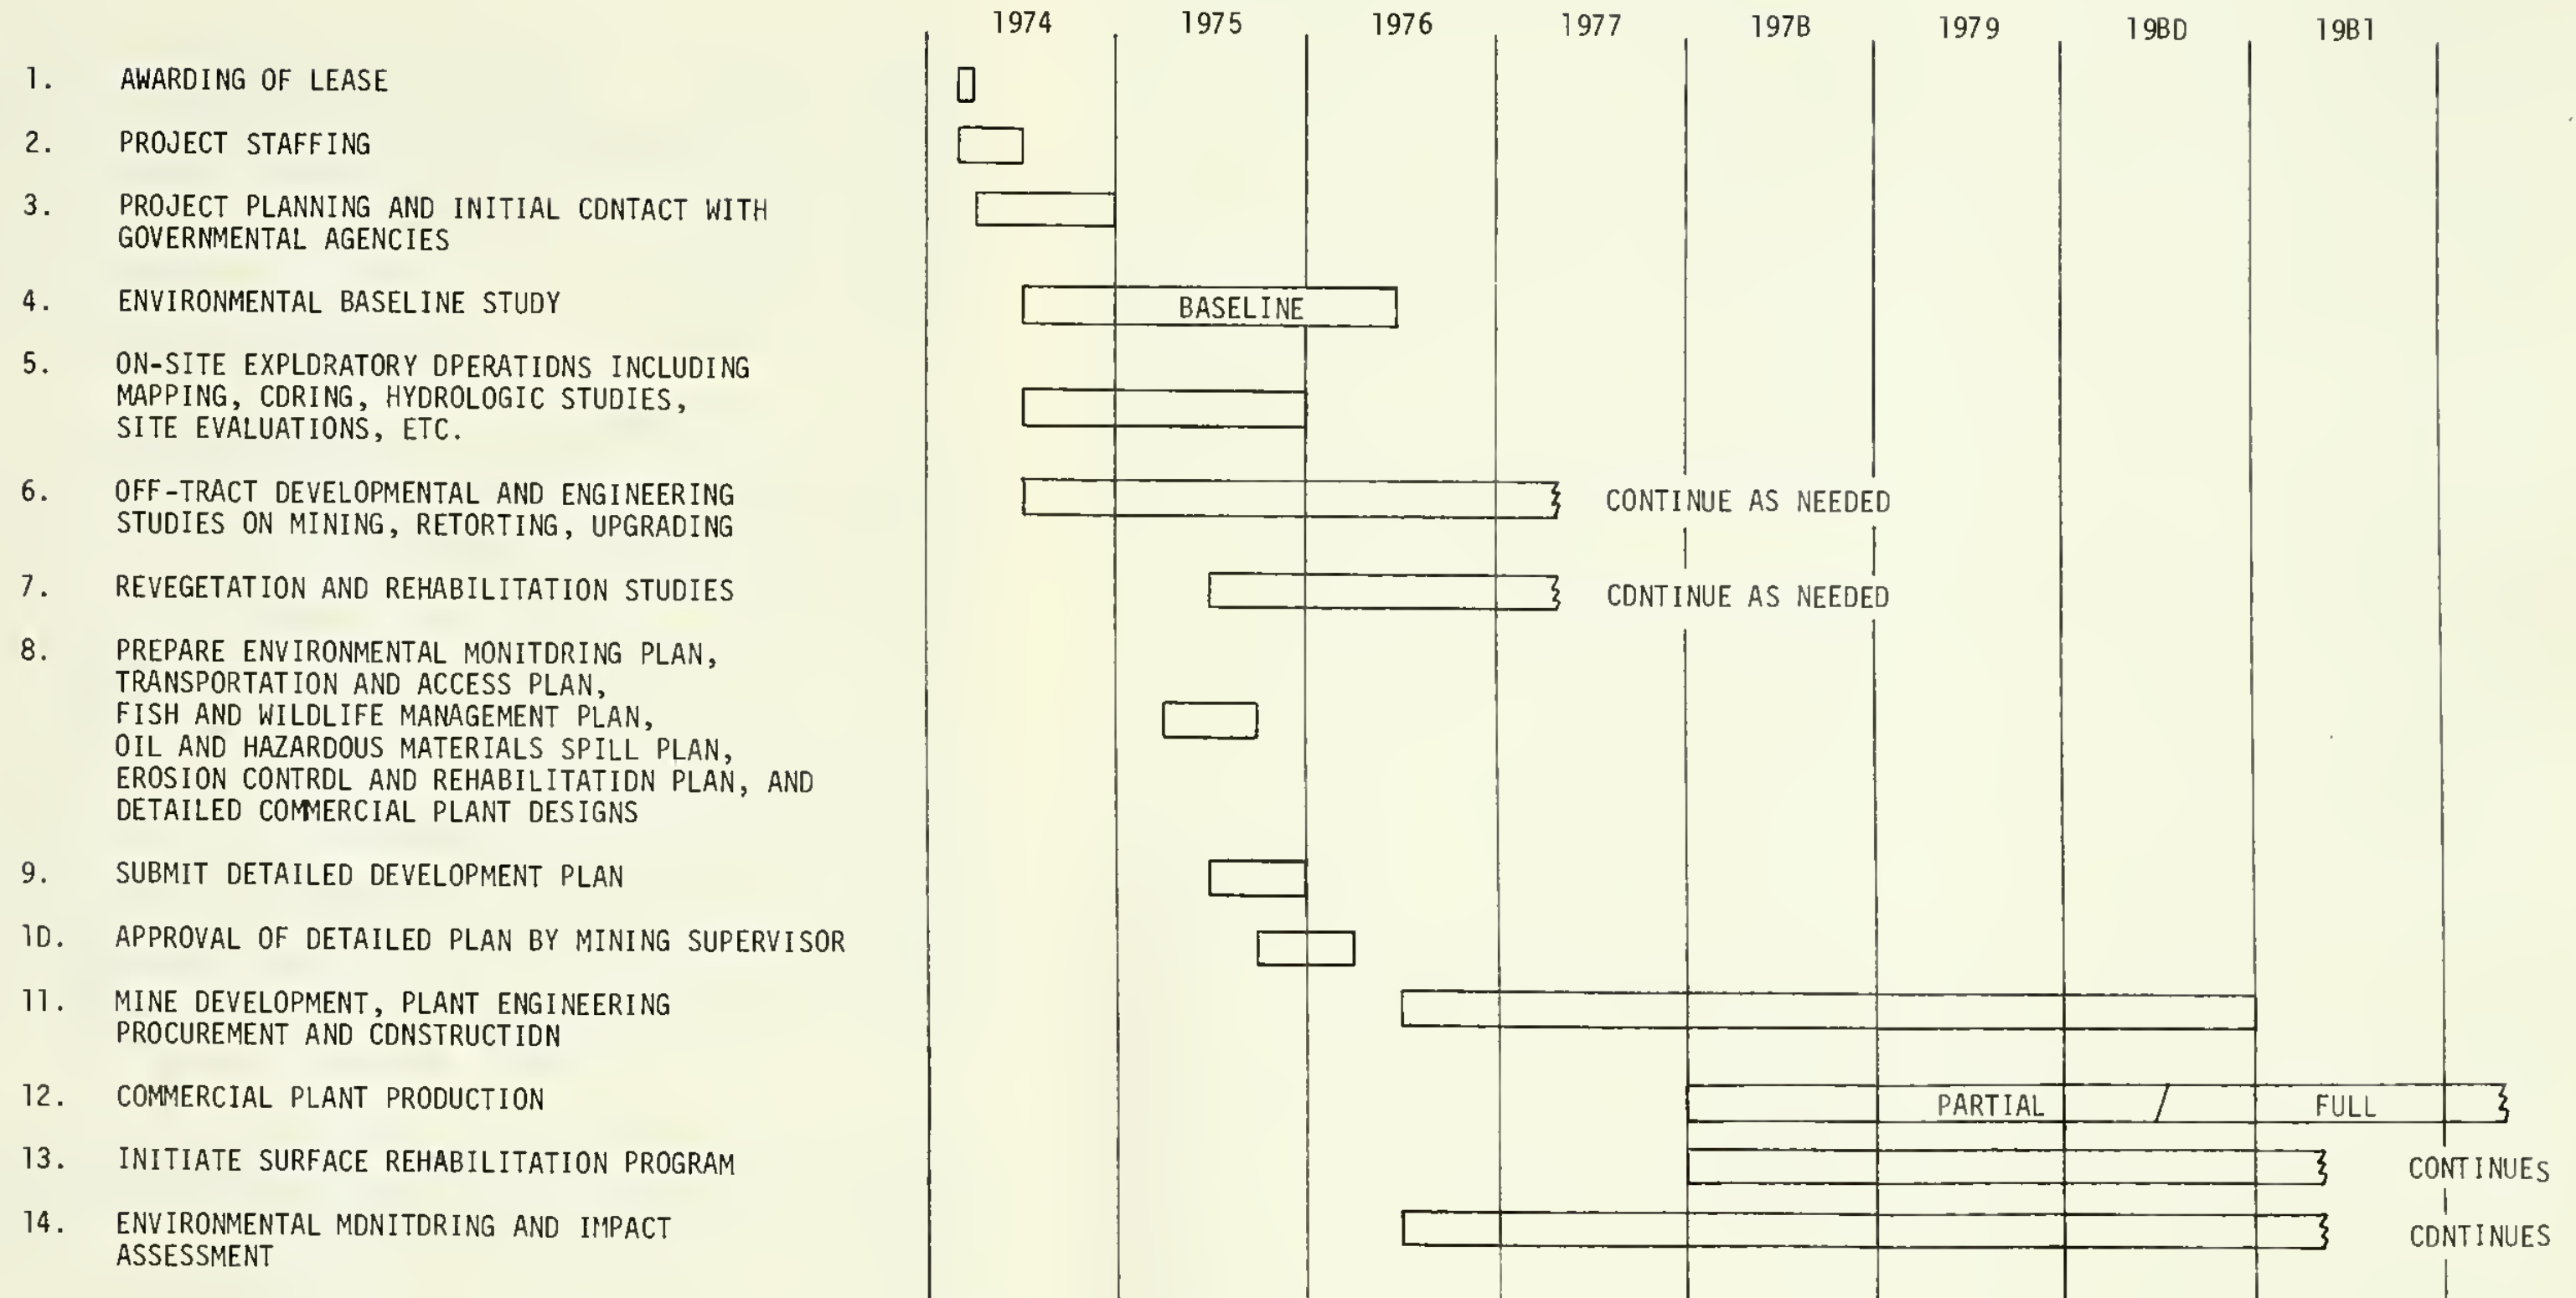 1974 1975 1976 1977 197B 1979 19BD 19B1
1. AWARDING OF LEASE
2. PROJECT STAFFING
3. PROJECT PLANNING AND INITIAL CDNTACT WITH
GOVERNMENTAL AGENCIES
4. ENVIRONMENTAL BASELINE STUDY
BASELINE
5. ON-SITE EXPLDRATORY DPERATIDNS INCLUDING
MAPPING, CDRING, HYDROLOGIC STUDIES,
SITE EVALUATIONS, ETC.
6. OFF-TRACT DEVELOPMENTAL AND ENGINEERING
STUDIES ON MINING, RETORTING, UPGRADING
CONTINUE AS NEEDED
7. REVEGETATION AND REHABILITATION STUDIES
CDNTINUE AS NEEDED
8. PREPARE ENVIRONMENTAL MONITDRING PLAN,
TRANSPORTATION AND ACCESS PLAN,
FISH AND WILDLIFE MANAGEMENT PLAN,
OIL AND HAZARDOUS MATERIALS SPILL PLAN,
EROSION CONTRDL AND REHABILITATIDN PLAN, AND
DETAILED COMMERCIAL PLANT DESIGNS
9. SUBMIT DETAILED DEVELOPMENT PLAN
1D. APPROVAL OF DETAILED PLAN BY MINING SUPERVISOR
11. MINE DEVELOPMENT, PLANT ENGINEERING
PROCUREMENT AND CDNSTRUCTIDN
12. COMMERCIAL PLANT PRODUCTION
PARTIAL / FULL
13. INITIATE SURFACE REHABILITATION PROGRAM
CONTINUES
14. ENVIRONMENTAL MDNITDRING AND IMPACT
ASSESSMENT
CDNTINUES